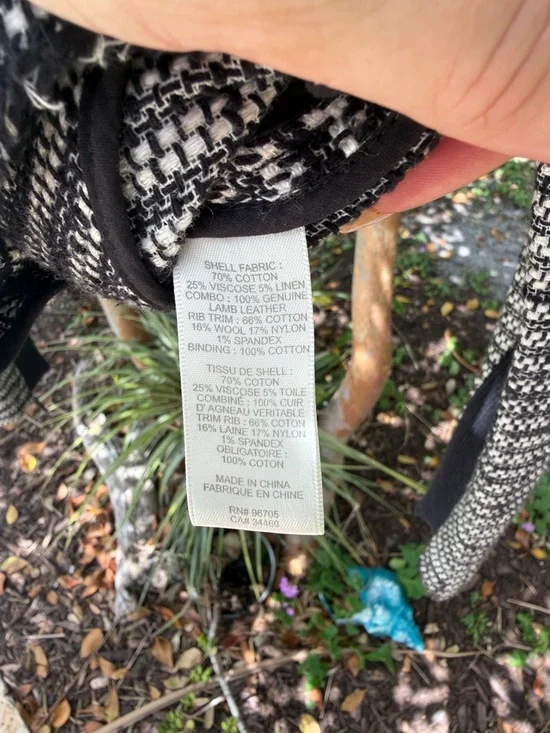 SHELL FABRIC :
70% COTTON
25% VISCOSE 5% LINEN
COMBO : 100% GENUINE
LAMB LEATHER
RIB TRIM : 66% COTTON
16% WOOL 17% NYLON
1% SPANDEX
BINDING : 100% COTTON
TISSU DE SHELL :
70% COTON
25% VISCOSE 5% TOILE
COMBINÉ : 100% CUIR
D' AGNEAU VERITABLE
TRIM RIB : 66% COTON
16% LAINE 17% NYLON
1% SPANDEX
OBLIGATOIRE :
100% COTON
MADE IN CHINA
FABRIQUE EN CHINE
RN# 96705
CA# 34460